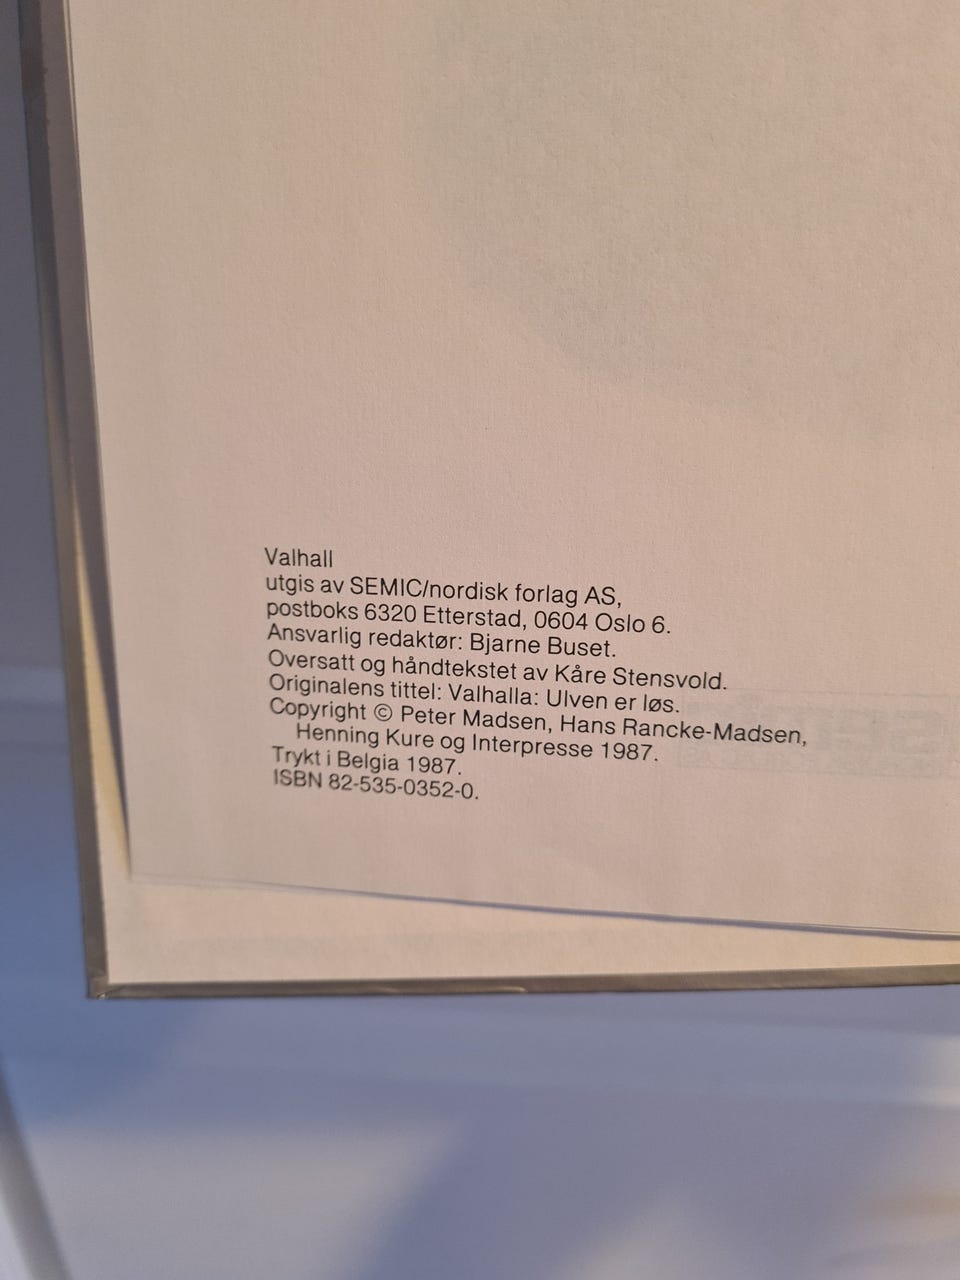 Valhall
utgis av SEMIC/nordisk forlag AS,
postboks 6320 Etterstad, 0604 Oslo 6.
Ansvarlig redaktør: Bjarne Buset.
Oversatt og håndtekstet av Kåre Stensvold.
Originalens tittel: Valhalla: Ulven er løs.
Copyright © Peter Madsen, Hans Rancke-Madsen,
Henning Kure og Interpresse 1987.
Trykt i Belgia 1987.
ISBN 82-535-0352-0.